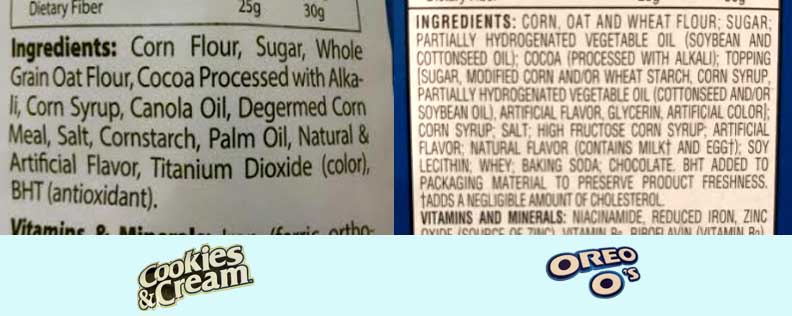 Dietary Fiber 25g 30g
Ingredients: Corn Flour, Sugar, Whole
Grain Oat Flour, Cocoa Processed with Alka-
li, Corn Syrup, Canola Oil, Degermed Corn
Meal, Salt, Cornstarch, Palm Oil, Natural &
Artificial Flavor, Titanium Dioxide (color),
BHT (antioxidant).
Cookies
&Cream
INGREDIENTS: CORN, OAT AND WHEAT FLOUR; SUGAR;
PARTIALLY HYDROGENATED VEGETABLE OIL (SOYBEAN AND
COTTONSEED OIL); COCOA (PROCESSED WITH ALKALI); TOPPING
[SUGAR, MODIFIED CORN AND/OR WHEAT STARCH, CORN SYRUP,
PARTIALLY HYDROGENATED VEGETABLE OIL (COTTONSEED AND/OR
SOYBEAN OIL), ARTIFICIAL FLAVOR, GLYCERIN, ARTIFICIAL COLOR];
CORN SYRUP; SALT; HIGH FRUCTOSE CORN SYRUP; ARTIFICIAL
FLAVOR; NATURAL FLAVOR (CONTAINS MILK† AND EGG†); SOY
LECITHIN; WHEY; BAKING SODA; CHOCOLATE. BHT ADDED TO
PACKAGING MATERIAL TO PRESERVE PRODUCT FRESHNESS.
†ADDS A NEGLIGIBLE AMOUNT OF CHOLESTEROL.
VITAMINS AND MINERALS: NIACINAMIDE, REDUCED IRON, ZINC
OREO
O'S